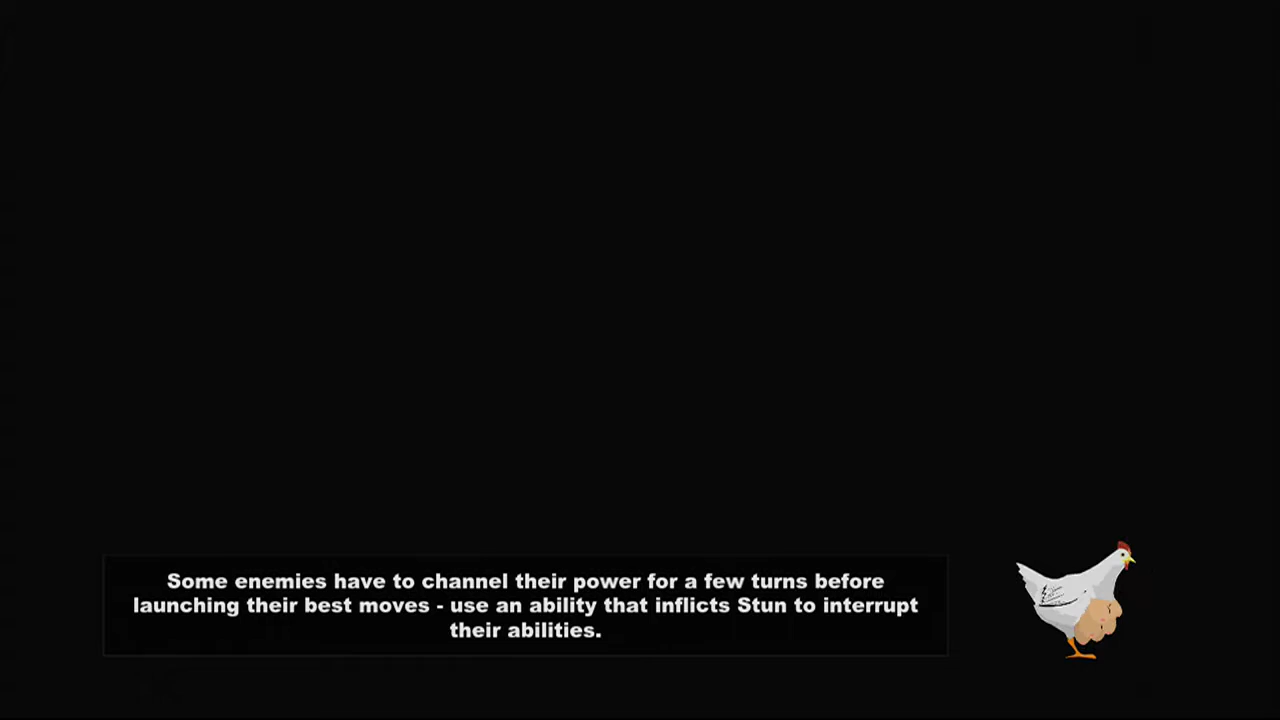 Some enemies have to channel their power for a few turns before
launching their best moves - use an ability that inflicts Stun to interrupt
their abilities.